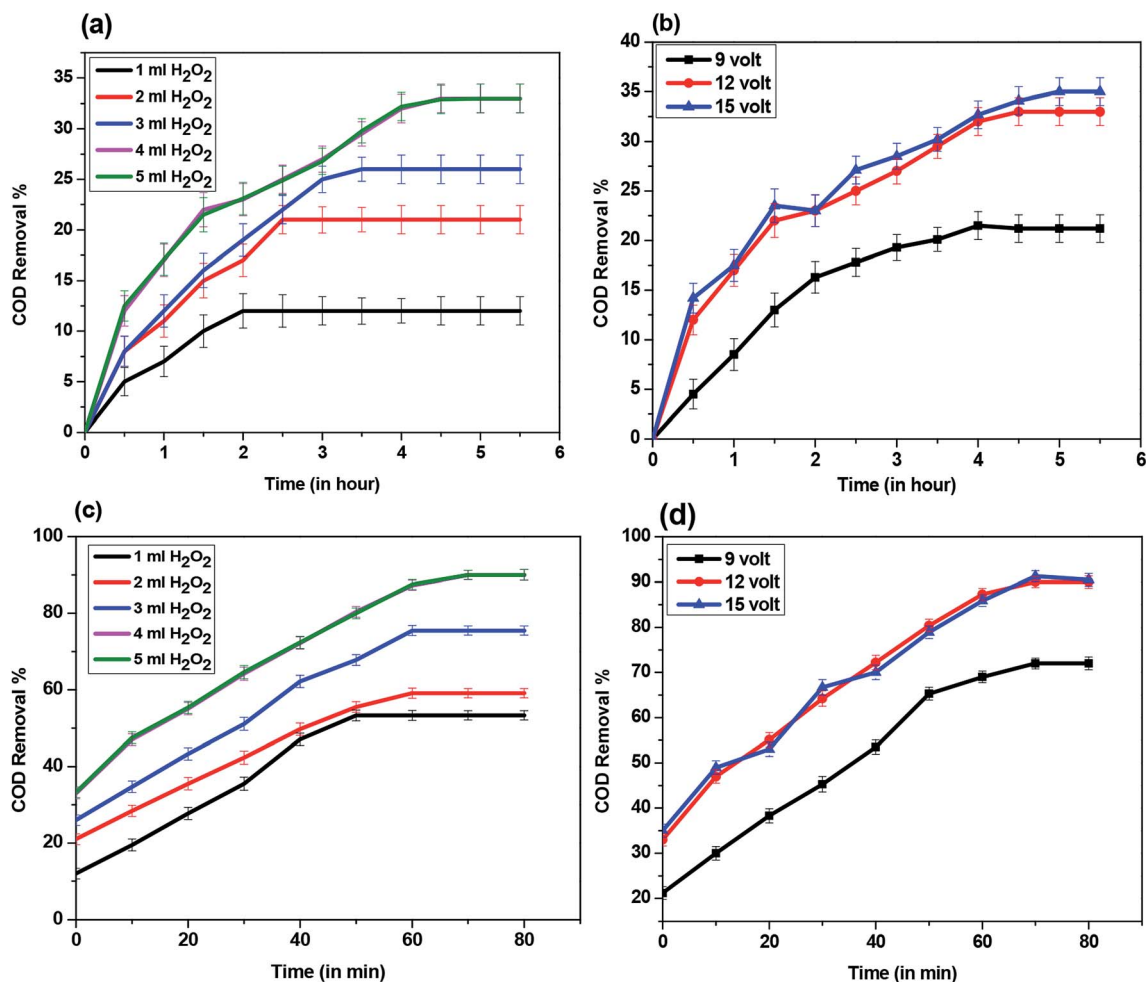 (a)
1 ml H₂O₂
2 ml H₂O₂
3 ml H₂O₂
4 ml H₂O₂
5 ml H₂O₂
COD Removal %
35
30
25
20
15
10
5
0
0 1 2 3 4 5 6
Time (in hour)
(b)
9 volt
12 volt
15 volt
COD Removal %
40
35
30
25
20
15
10
5
0
0 1 2 3 4 5 6
Time (in hour)
(c)
1 ml H₂O₂
2 ml H₂O₂
3 ml H₂O₂
4 ml H₂O₂
5 ml H₂O₂
COD Removal %
100
80
60
40
20
0
0 20 40 60 80
Time (in min)
(d)
9 volt
12 volt
15 volt
COD Removal %
100
90
80
70
60
50
40
30
20
0 20 40 60 80
Time (in min)